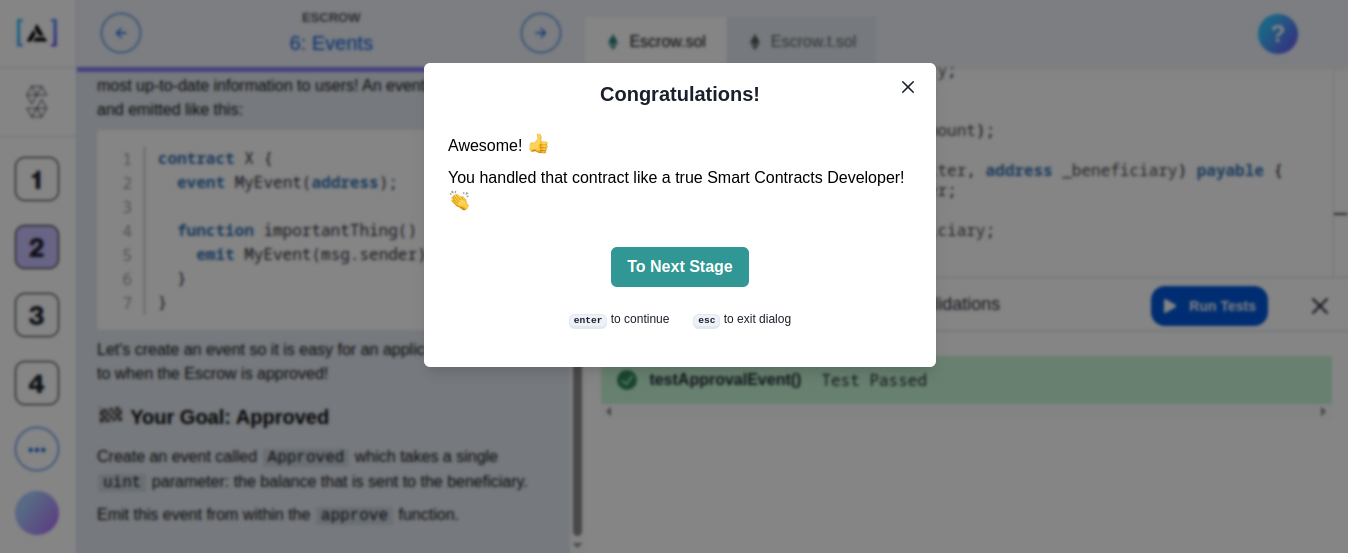 ESCROW
6: Events
Escrow.sol
Escrow.t.sol
?
1
2
3
4
most up-to-date information to users! An event
and emitted like this:
1 contract X {
2 event MyEvent(address);
3
4 function importantThing()
5 emit MyEvent(msg.sender)
6 }
7 }
Let's create an event so it is easy for an applic
to when the Escrow is approved!
Your Goal: Approved
Create an event called Approved which takes a single
uint parameter: the balance that is sent to the beneficiary.
Emit this event from within the approve function.
Congratulations!
Awesome! 👍
You handled that contract like a true Smart Contracts Developer!
👏
To Next Stage
enter to continue
esc to exit dialog
y;
ount);
ter, address _beneficiary) payable {
r;
ciary;
idations
Run Tests
testApprovalEvent() Test Passed